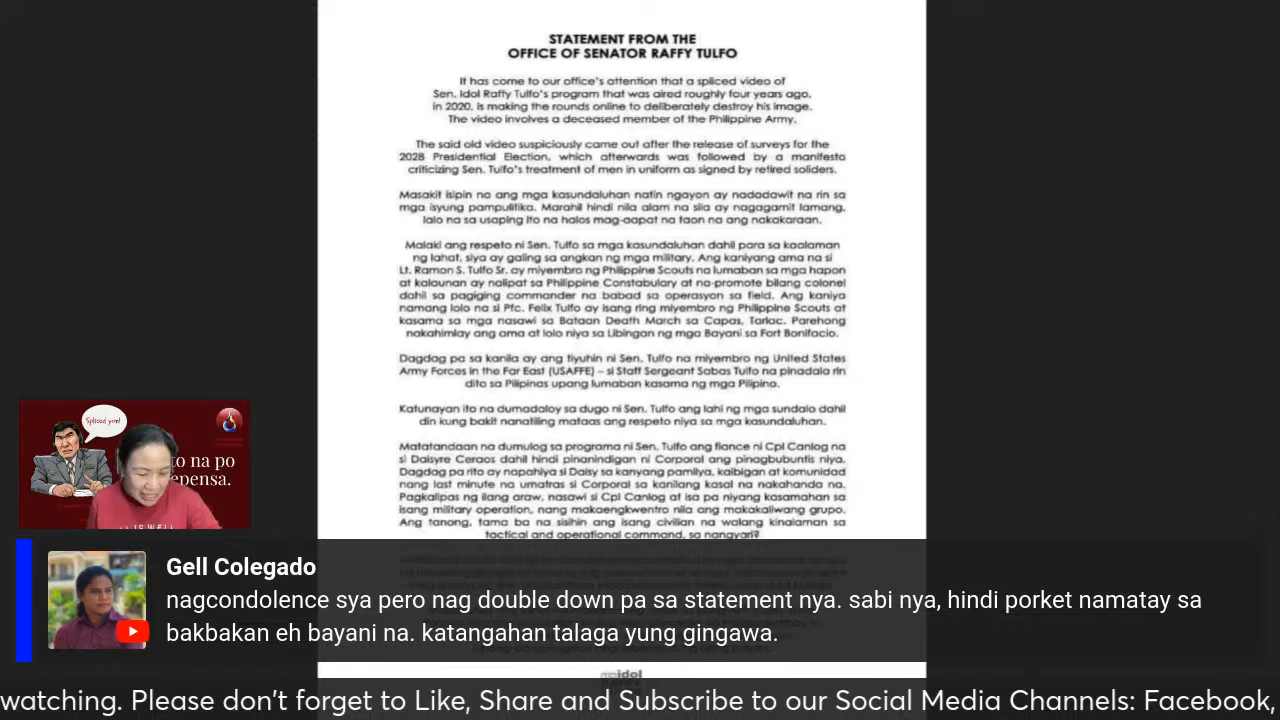 STATEMENT FROM THE
OFFICE OF SENATOR RAFFY TULFO
It has come to our office's attention that a spliced video of
Sen. Idol Raffy Tulfo's program that was aired roughly four years ago,
in 2020, is making the rounds online to deliberately destroy his image.
The video involves a deceased member of the Philippine Army.
The said old video suspiciously came out after the release of surveys for the
2028 Presidential Election, which afterwards was followed by a manifesto
criticizing Sen. Tulfo's treatment of men in uniform as signed by retired soliders.
Masakit isipin na ang mga kasundaluhan natin ngayon ay nadadawit na rin sa
mga isyung pampulitika. Marahil hindi nila alam na sila ay nagagamit lamang,
lalo na sa usaping ito na halos mag-aapat na taon na ang nakakaraan.
Malaki ang respeto ni Sen. Tulfo sa mga kasundaluhan dahil para sa kaalaman
ng lahat, siya ay galing sa angkan ng mga military. Ang kaniyang ama na si
Lt. Ramon S. Tulfo Sr. ay miyembro ng Philippine Scouts na lumaban sa mga hapon
at kalaunan ay nalipat sa Philippine Constabulary at na-promote bilang colonel
dahil sa pagiging commander na babad sa operasyon sa field. Ang kaniya
namang lolo na si Pfc. Felix Tulfo ay isang ring miyembro ng Philippine Scouts at
kasama sa mga nasawi sa Bataan Death March sa Capas, Tarlac. Parehong
nakahimlay ang ama at lolo niya sa Libingan ng mga Bayani sa Fort Bonifacio.
Dagdag pa sa kanila ay ang tiyuhin ni Sen. Tulfo na miyembro ng United States
Army Forces in the Far East (USAFFE) – si Staff Sergeant Sabas Tulfo na pinadala rin
dito sa Pilipinas upang lumaban kasama ng mga Pilipino.
Katunayan ito na dumadaloy sa dugo ni Sen. Tulfo ang lahi ng mga sundalo dahil
din kung bakit nanatiling mataas ang respeto niya sa mga kasundaluhan.
Matatandaan na dumulog sa programa ni Sen. Tulfo ang fiance ni Cpl Canlog na
si Daisyre Ceraos dahil hindi pinanindigan ni Corporal ang pinagbubuntis niya.
Dagdag pa rito ay napahiya si Daisy sa kanyang pamilya, kaibigan at komunidad
nang last minute na umatras si Corporal sa kanilang kasal na nakahanda na.
Pagkalipas ng ilang araw, nasawi si Cpl Canlog at isa pa niyang kasamahan sa
isang military operation, nang makaengkwentro nila ang makakaliwang grupo.
Ang tanong, tama ba na sisihin ang isang civilian na walang kinalaman sa
tactical and operational command, sa nangyari?
Spliced yan!
to na po
epensa.
IS WELL
Gell Colegado
nagcondolence sya pero nag double down pa sa statement nya. sabi nya, hindi porket namatay sa
bakbakan eh bayani na. katangahan talaga yung gingawa.
idol
watching. Please don't forget to Like, Share and Subscribe to our Social Media Channels: Facebook,